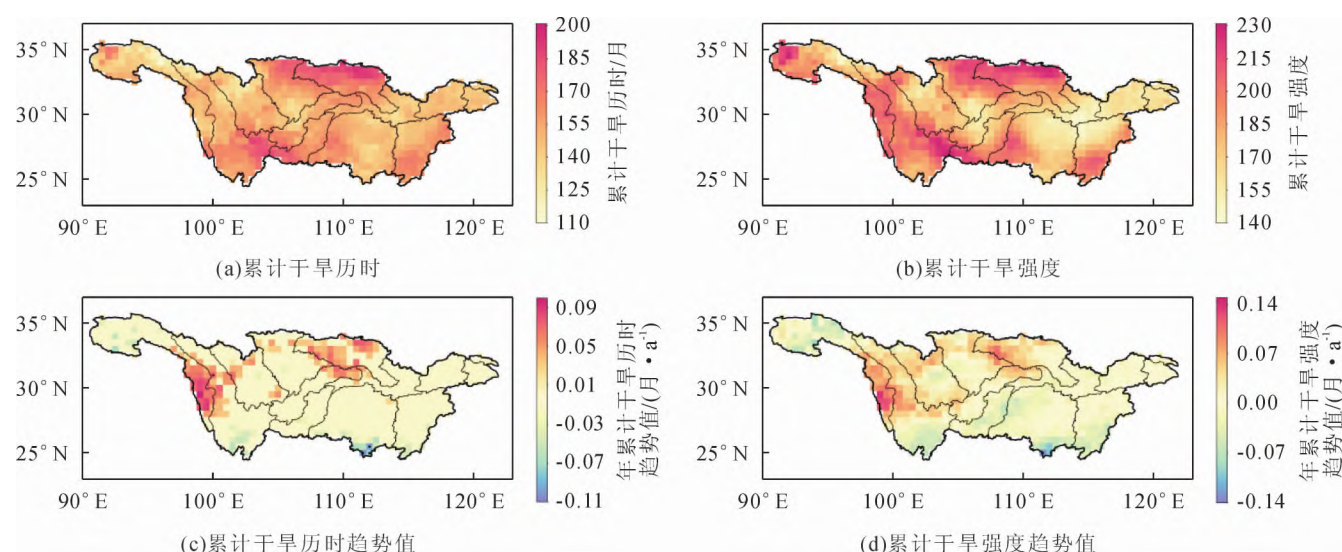 35° N
30° N
25° N
90° E
100° E
110° E
120° E
200
185
170
155
140
125
110
累计干旱历时/月
(a)累计干旱历时
35° N
30° N
25° N
90° E
100° E
110° E
120° E
230
215
200
185
170
155
140
累计干旱强度
(b)累计干旱强度
35° N
30° N
25° N
90° E
100° E
110° E
120° E
0.09
0.05
0.01
-0.03
-0.07
-0.11
年累计干旱历时
趋势值/(月·a⁻¹)
(c)累计干旱历时趋势值
35° N
30° N
25° N
90° E
100° E
110° E
120° E
0.14
0.07
0.00
-0.07
-0.14
年累计干旱强度
趋势值/(月·a⁻¹)
(d)累计干旱强度趋势值